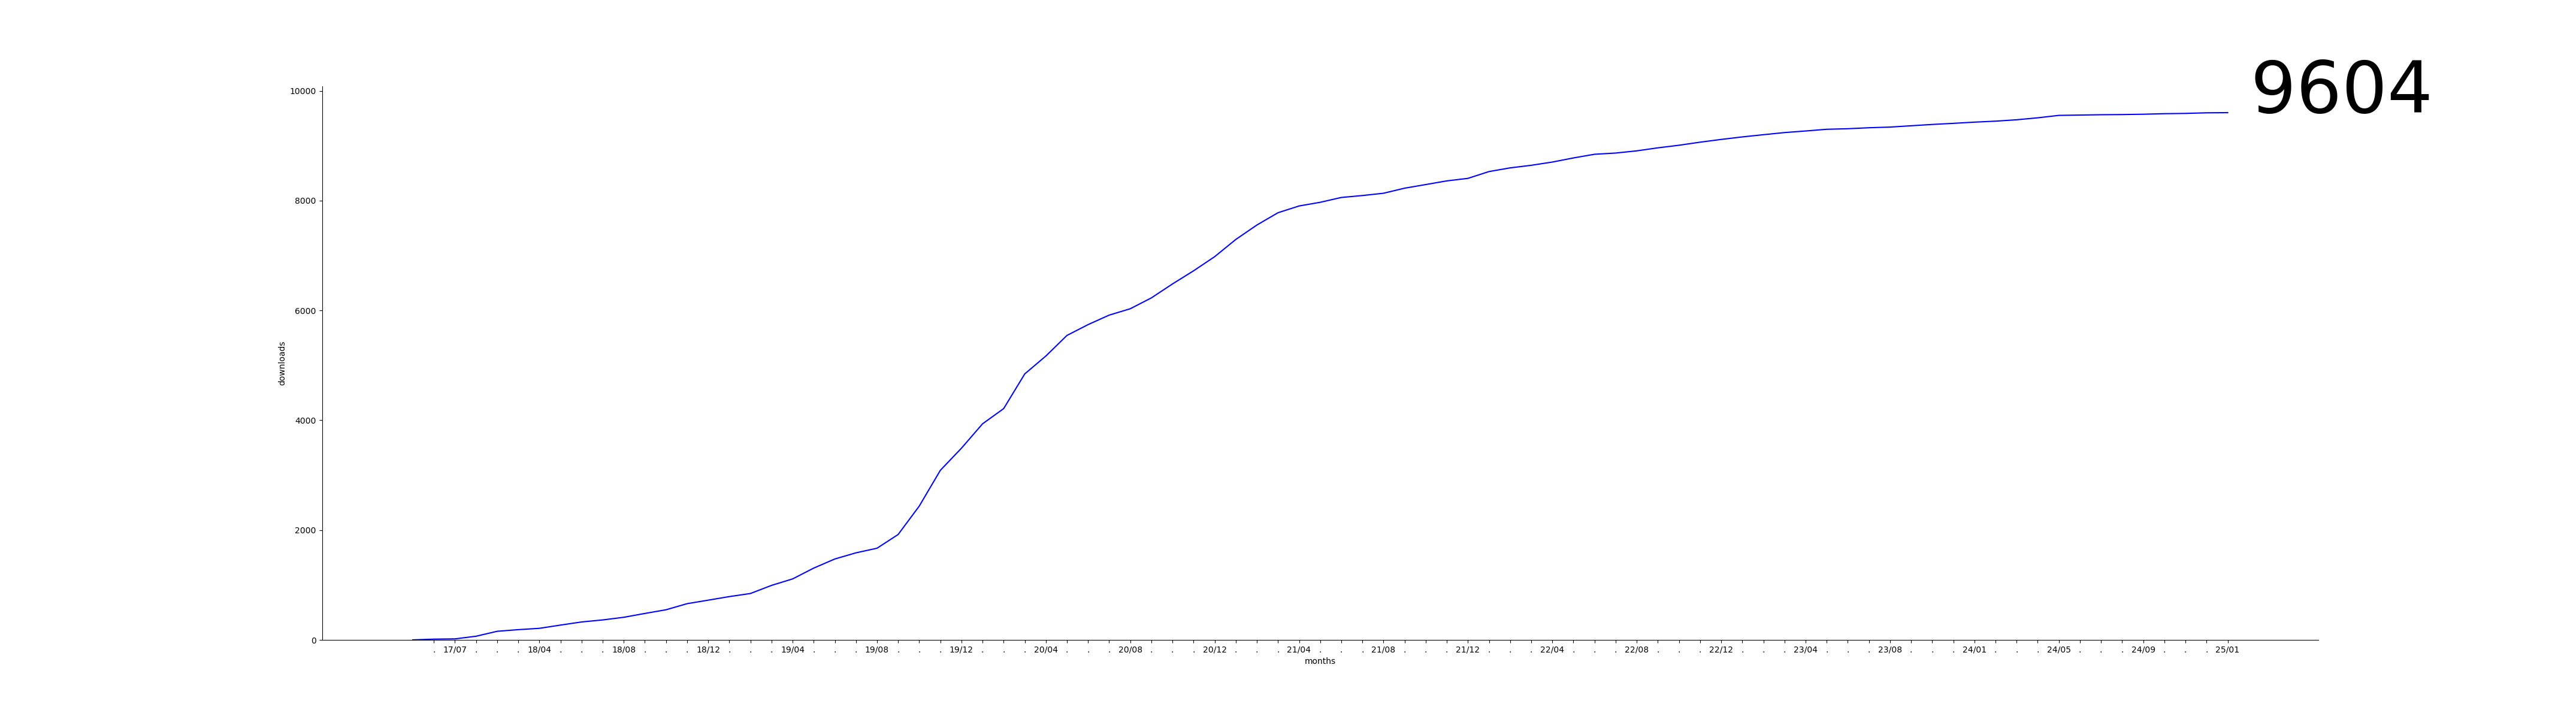 9604
10000
8000
6000
4000
2000
0
downloads
. 17/07 . . . 18/04 . . . 18/08 . . . 18/12 . . . 19/04 . . . 19/08 . . . 19/12 . . . 20/04 . . . 20/08 . . . 20/12 . . . 21/04 . . . 21/08 . . . 21/12 . . . 22/04 . . . 22/08 . . . 22/12 . . . 23/04 . . . 23/08 . . . 24/01 . . . 24/05 . . . 24/09 . . . 25/01
months